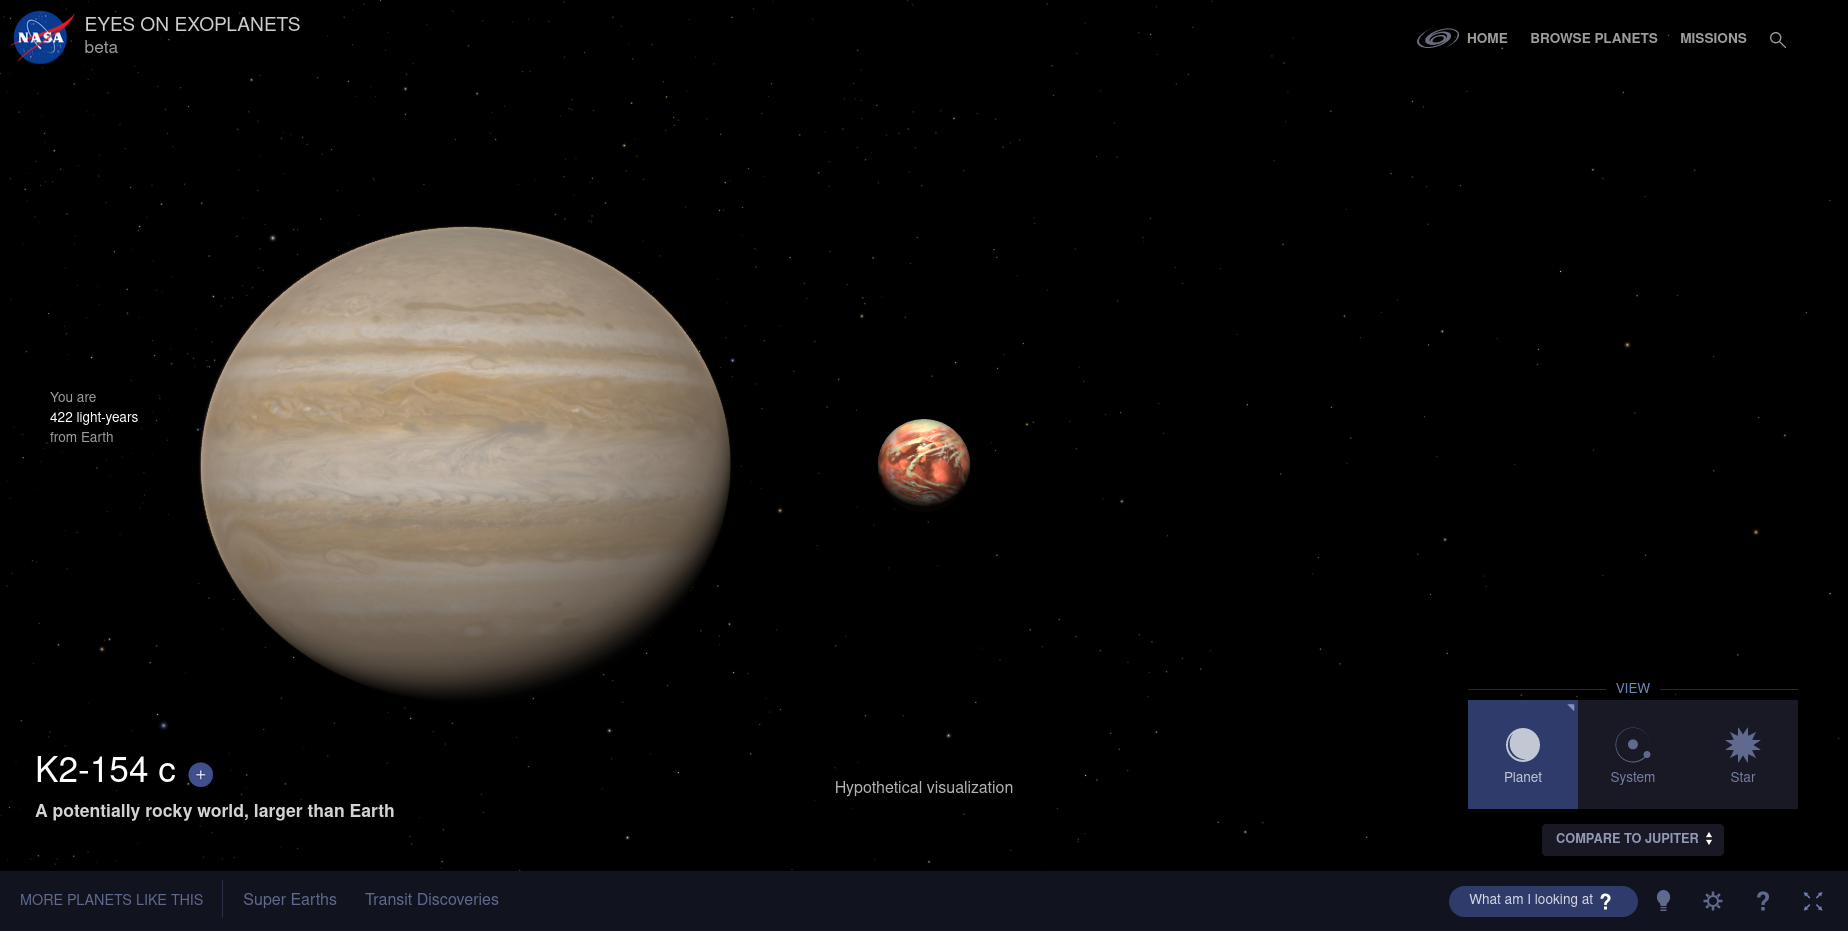 NASA
EYES ON EXOPLANETS
beta
HOME
BROWSE PLANETS
MISSIONS
You are
422 light-years
from Earth
K2-154 c +
A potentially rocky world, larger than Earth
Hypothetical visualization
VIEW
Planet
System
Star
COMPARE TO JUPITER
MORE PLANETS LIKE THIS
Super Earths
Transit Discoveries
What am I looking at ?
?